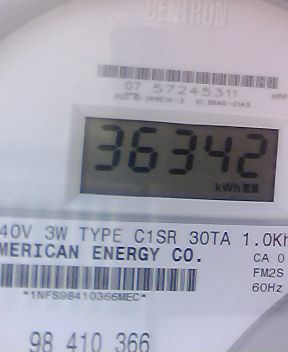 CENTRON
07 57245311
36342
kWh
40V 3W TYPE C1SR 30TA 1.0Kh
MERICAN ENERGY CO.
CA 0
FM2S
60Hz
*1NFS98410366MEC*
98 410 366